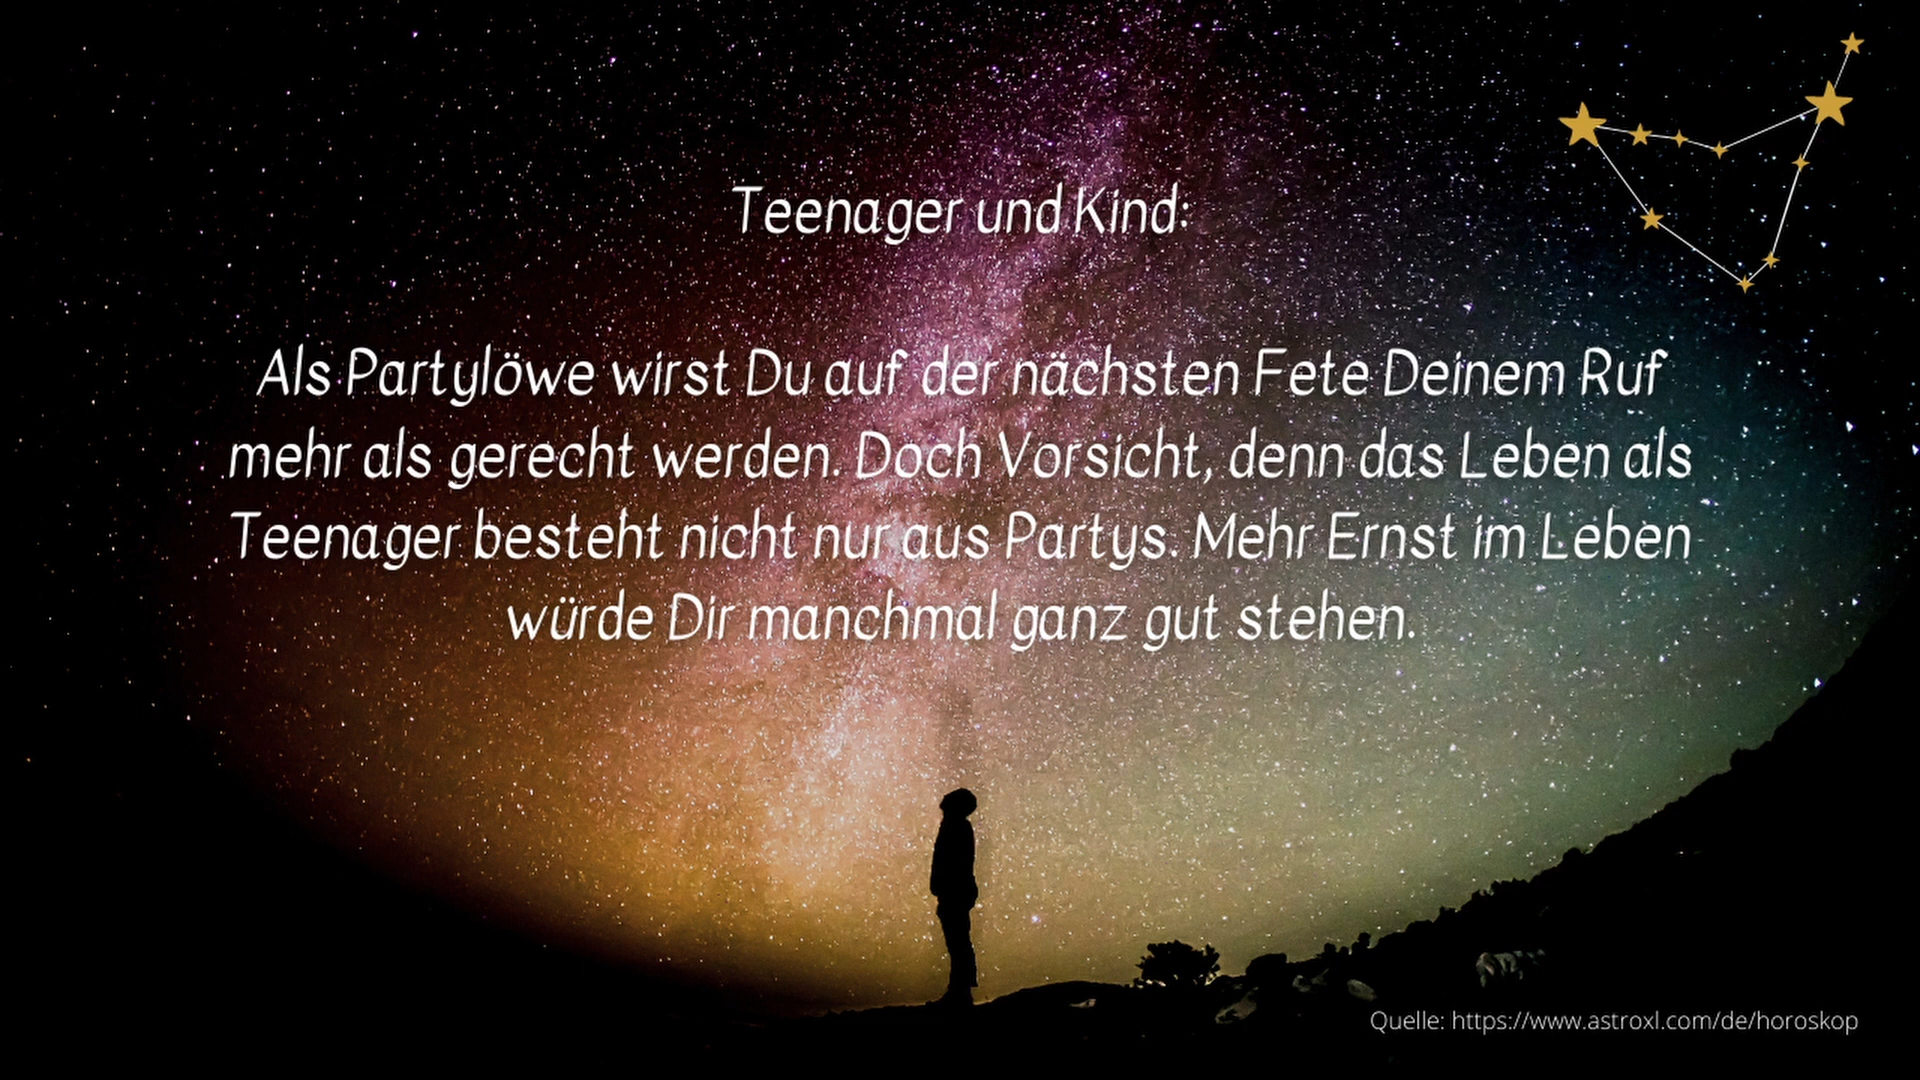 Teenager und Kind:
Als Partylöwe wirst Du auf der nächsten Fete Deinem Ruf
mehr als gerecht werden. Doch Vorsicht, denn das Leben als
Teenager besteht nicht nur aus Partys. Mehr Ernst im Leben
würde Dir manchmal ganz gut stehen.
Quelle: https://www.astroxl.com/de/horoskop